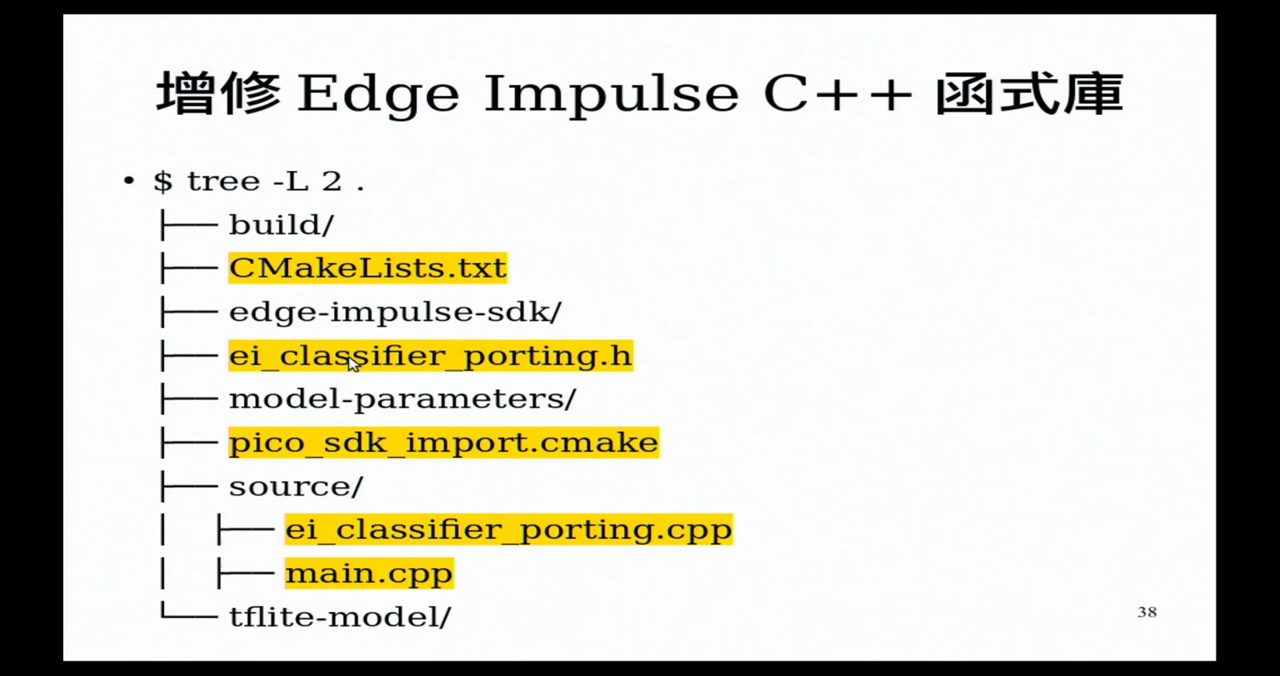 增修 Edge Impulse C++ 函式庫
• $ tree -L 2 .
├── build/
├── CMakeLists.txt
├── edge-impulse-sdk/
├── ei_classifier_porting.h
├── model-parameters/
├── pico_sdk_import.cmake
├── source/
│   ├── ei_classifier_porting.cpp
│   ├── main.cpp
└── tflite-model/
38